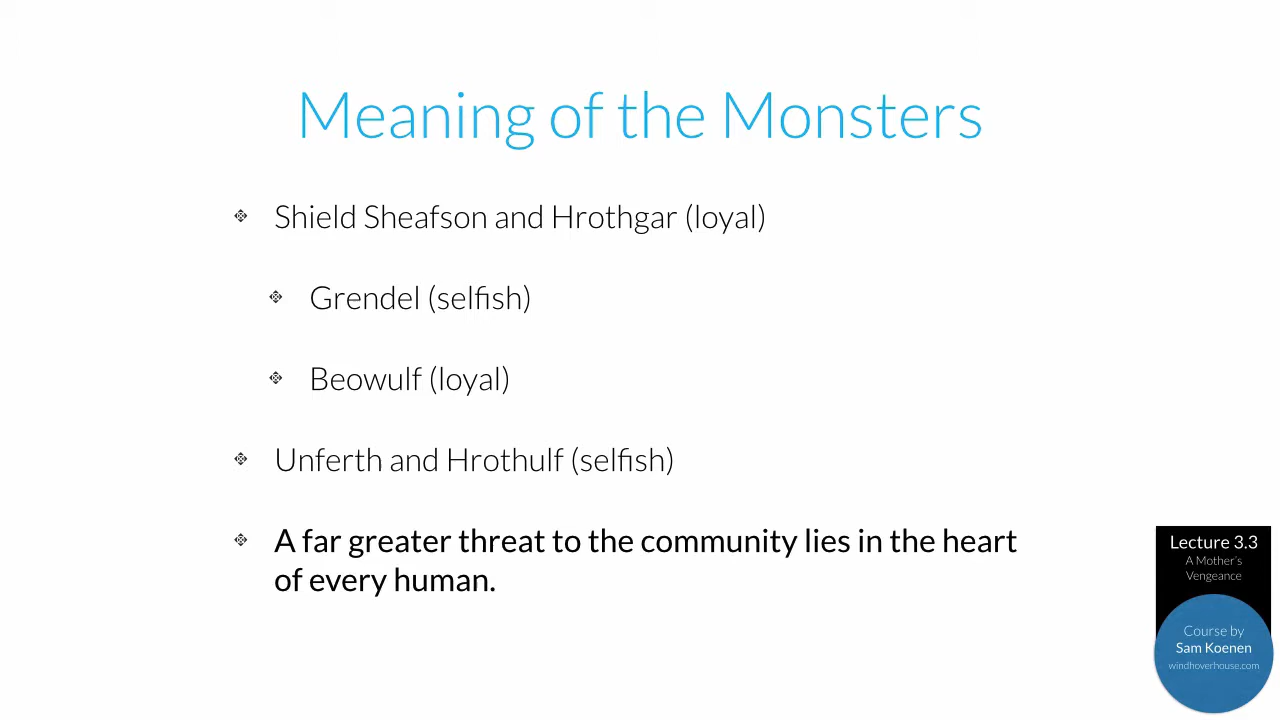 Meaning of the Monsters
Shield Sheafson and Hrothgar (loyal)
Grendel (selfish)
Beowulf (loyal)
Unferth and Hrothulf (selfish)
A far greater threat to the community lies in the heart
of every human.
Lecture 3.3
A Mother's
Vengeance
Course by
Sam Koenen
windhoverhouse.com